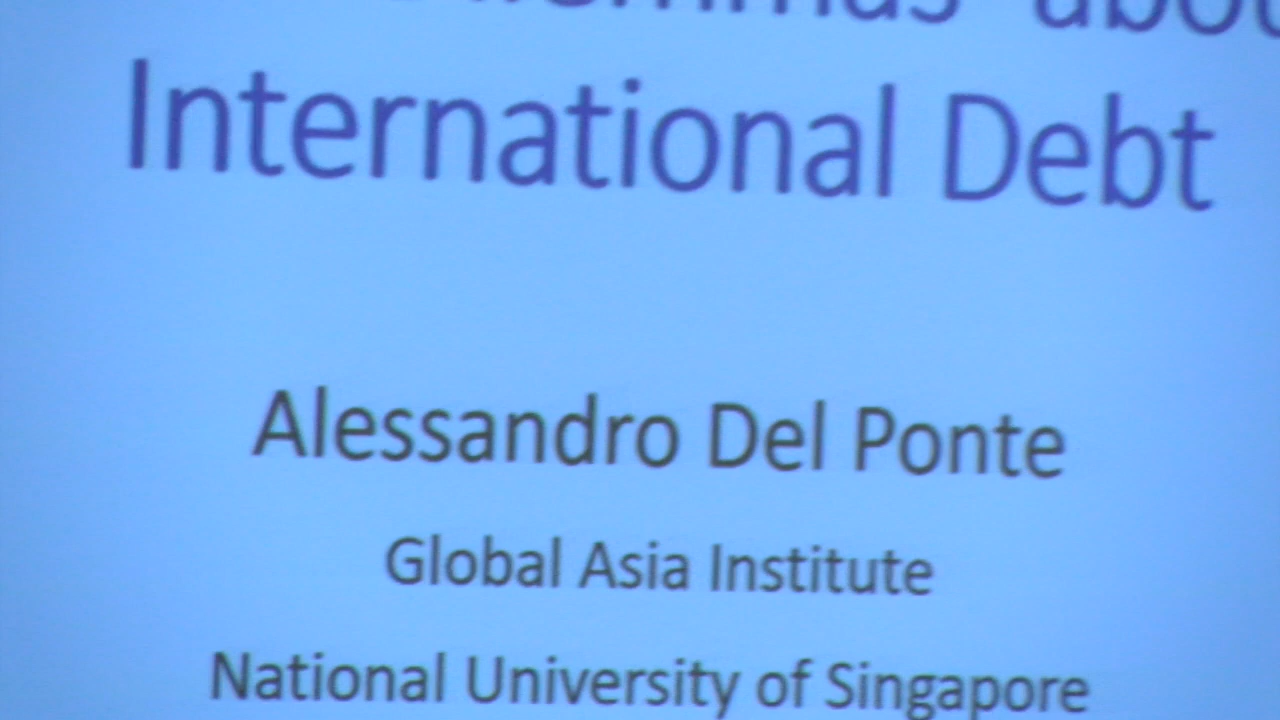 International Debt
Alessandro Del Ponte
Global Asia Institute
National University of Singapore